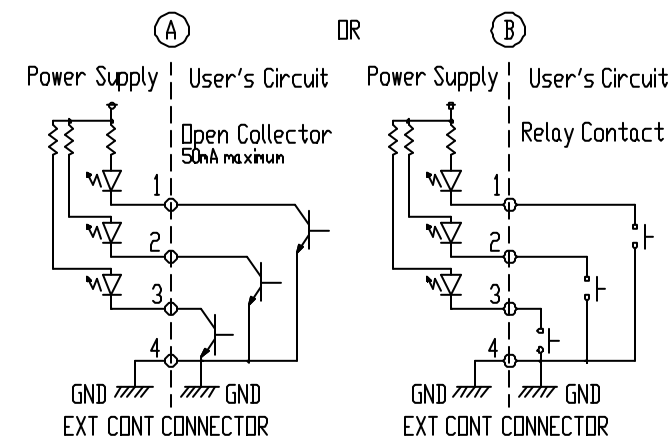 A OR B
Power Supply User's Circuit
Open Collector
50mA maximum
1
2
3
4
GND GND
EXT CONT CONNECTOR
Power Supply User's Circuit
Relay Contact
1
2
3
4
GND GND
EXT CONT CONNECTOR